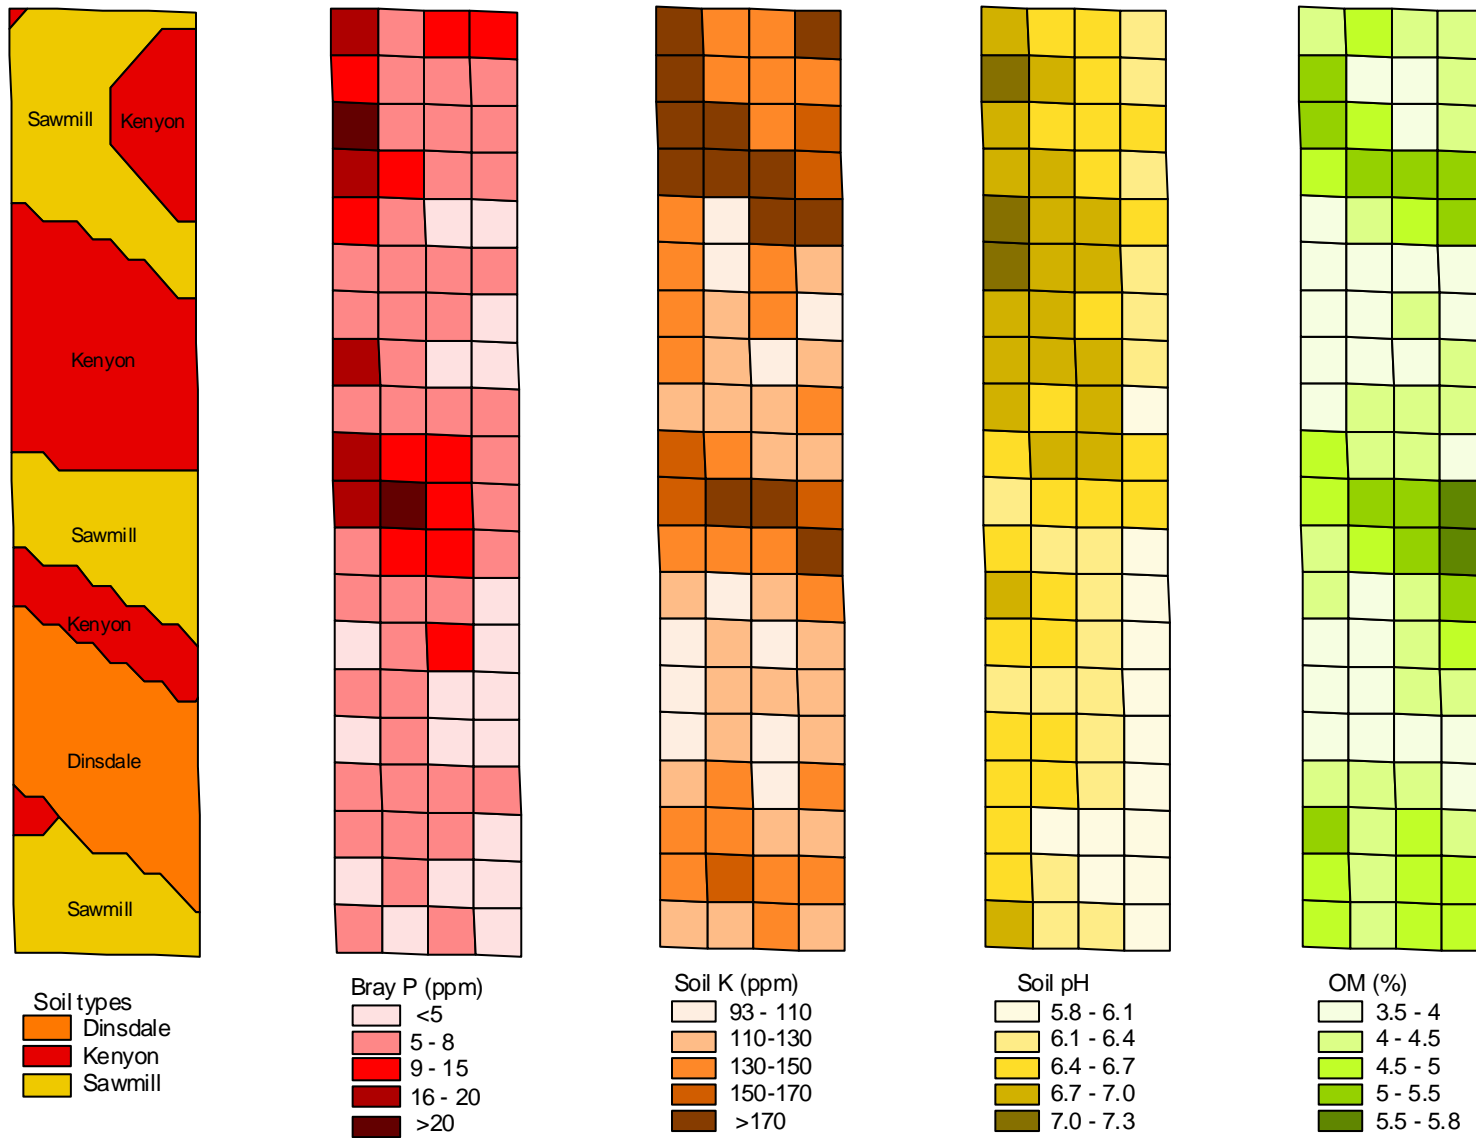 Sawmill
Kenyon
Kenyon
Sawmill
Kenyon
Dinsdale
Sawmill
Soil types
Dinsdale
Kenyon
Sawmill
Bray P (ppm)
<5
5 - 8
9 - 15
16 - 20
>20
Soil K (ppm)
93 - 110
110-130
130-150
150-170
>170
Soil pH
5.8 - 6.1
6.1 - 6.4
6.4 - 6.7
6.7 - 7.0
7.0 - 7.3
OM (%)
3.5 - 4
4 - 4.5
4.5 - 5
5 - 5.5
5.5 - 5.8